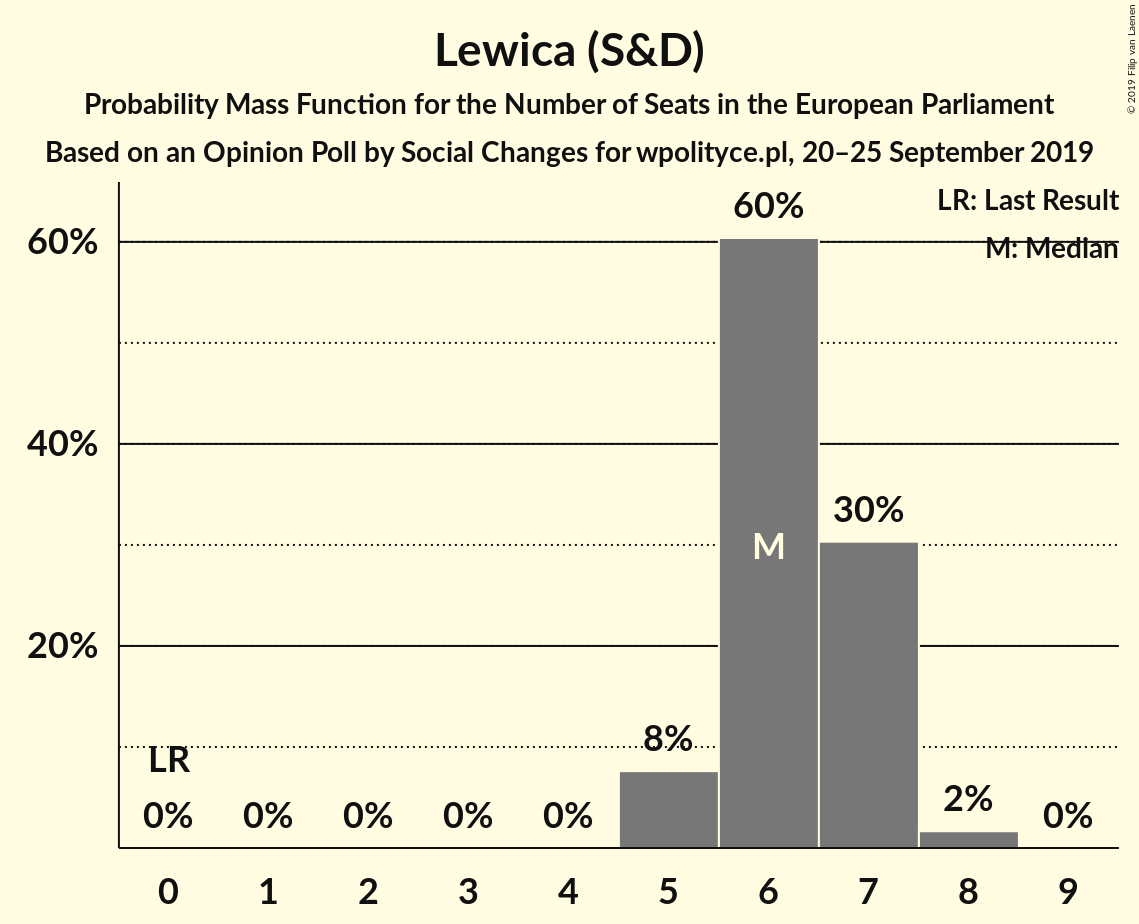 Lewica (S&D)
Probability Mass Function for the Number of Seats in the European Parliament
Based on an Opinion Poll by Social Changes for wpolityce.pl, 20–25 September 2019
© 2019 Filip van Laenen
LR: Last Result
M: Median
60%
40%
20%
60%
30%
M
8%
2%
LR
0% 0% 0% 0% 0% 0%
0 1 2 3 4 5 6 7 8 9